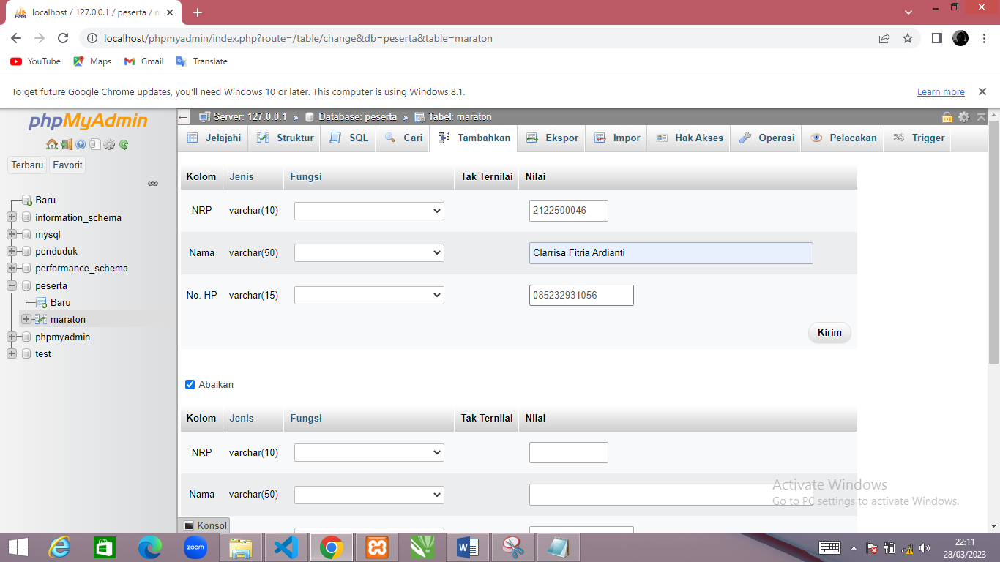 localhost / 127.0.0.1 / peserta / m
localhost/phpmyadmin/index.php?route=/table/change&db=peserta&table=maraton
YouTube Maps Gmail Translate
To get future Google Chrome updates, you'll need Windows 10 or later. This computer is using Windows 8.1. Learn more
phpMyAdmin
Terbaru Favorit
Baru
information_schema
mysql
penduduk
performance_schema
peserta
Baru
maraton
phpmyadmin
test
Server: 127.0.0.1 » Database: peserta » Tabel: maraton
Jelajahi Struktur SQL Cari Tambahkan Ekspor Impor Hak Akses Operasi Pelacakan Trigger
Kolom Jenis Fungsi Tak Ternilai Nilai
NRP varchar(10) 2122500046
Nama varchar(50) Clarrisa Fitria Ardianti
No. HP varchar(15) 085232931056
Kirim
Abaikan
Kolom Jenis Fungsi Tak Ternilai Nilai
NRP varchar(10)
Nama varchar(50)
Activate Windows
Go to PC settings to activate Windows.
Konsol
zoom
22:11
28/03/2023